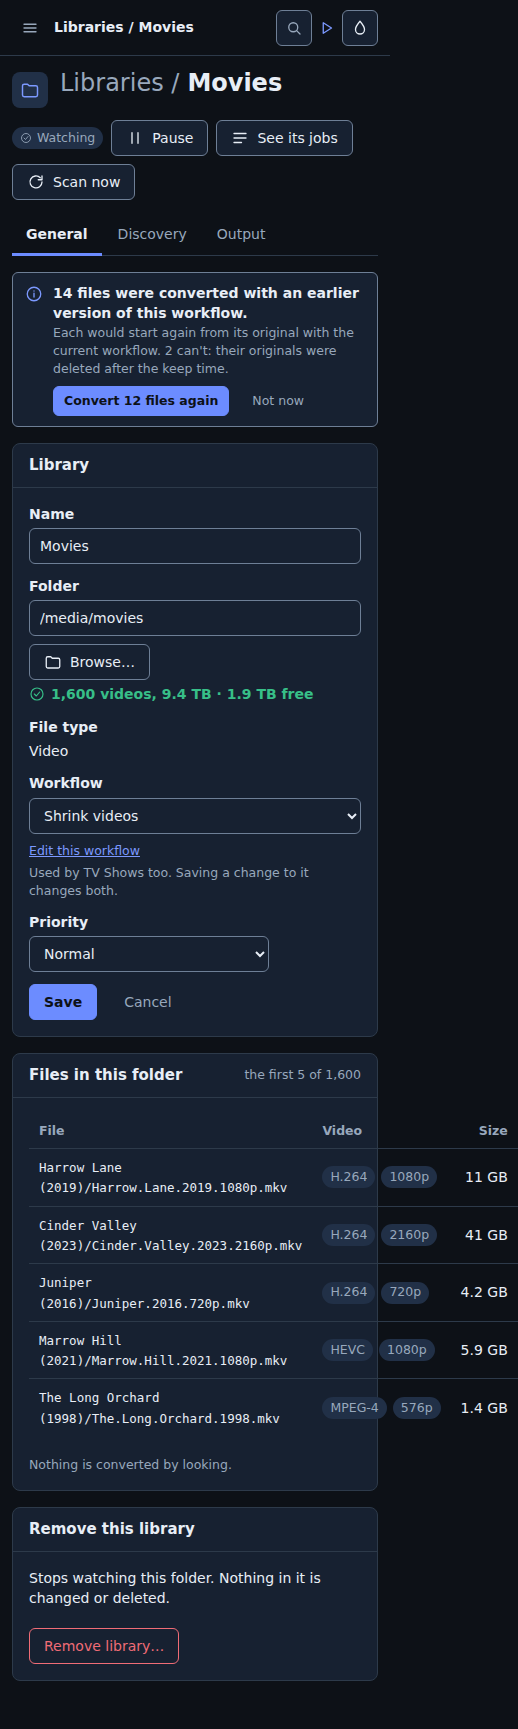 Libraries / Movies
Libraries / Movies
Watching
Pause
See its jobs
Scan now
General Discovery Output
14 files were converted with an earlier
version of this workflow.
Each would start again from its original with the
current workflow. 2 can't: their originals were
deleted after the keep time.
Convert 12 files again
Not now
Library
Name
Movies
Folder
/media/movies
Browse…
1,600 videos, 9.4 TB · 1.9 TB free
File type
Video
Workflow
Shrink videos
Edit this workflow
Used by TV Shows too. Saving a change to it
changes both.
Priority
Normal
Save
Cancel
Files in this folder the first 5 of 1,600
File Video Size
Harrow Lane
(2019)/Harrow.Lane.2019.1080p.mkv H.264 1080p 11 GB
Cinder Valley
(2023)/Cinder.Valley.2023.2160p.mkv H.264 2160p 41 GB
Juniper
(2016)/Juniper.2016.720p.mkv H.264 720p 4.2 GB
Marrow Hill
(2021)/Marrow.Hill.2021.1080p.mkv HEVC 1080p 5.9 GB
The Long Orchard
(1998)/The.Long.Orchard.1998.mkv MPEG-4 576p 1.4 GB
Nothing is converted by looking.
Remove this library
Stops watching this folder. Nothing in it is
changed or deleted.
Remove library…